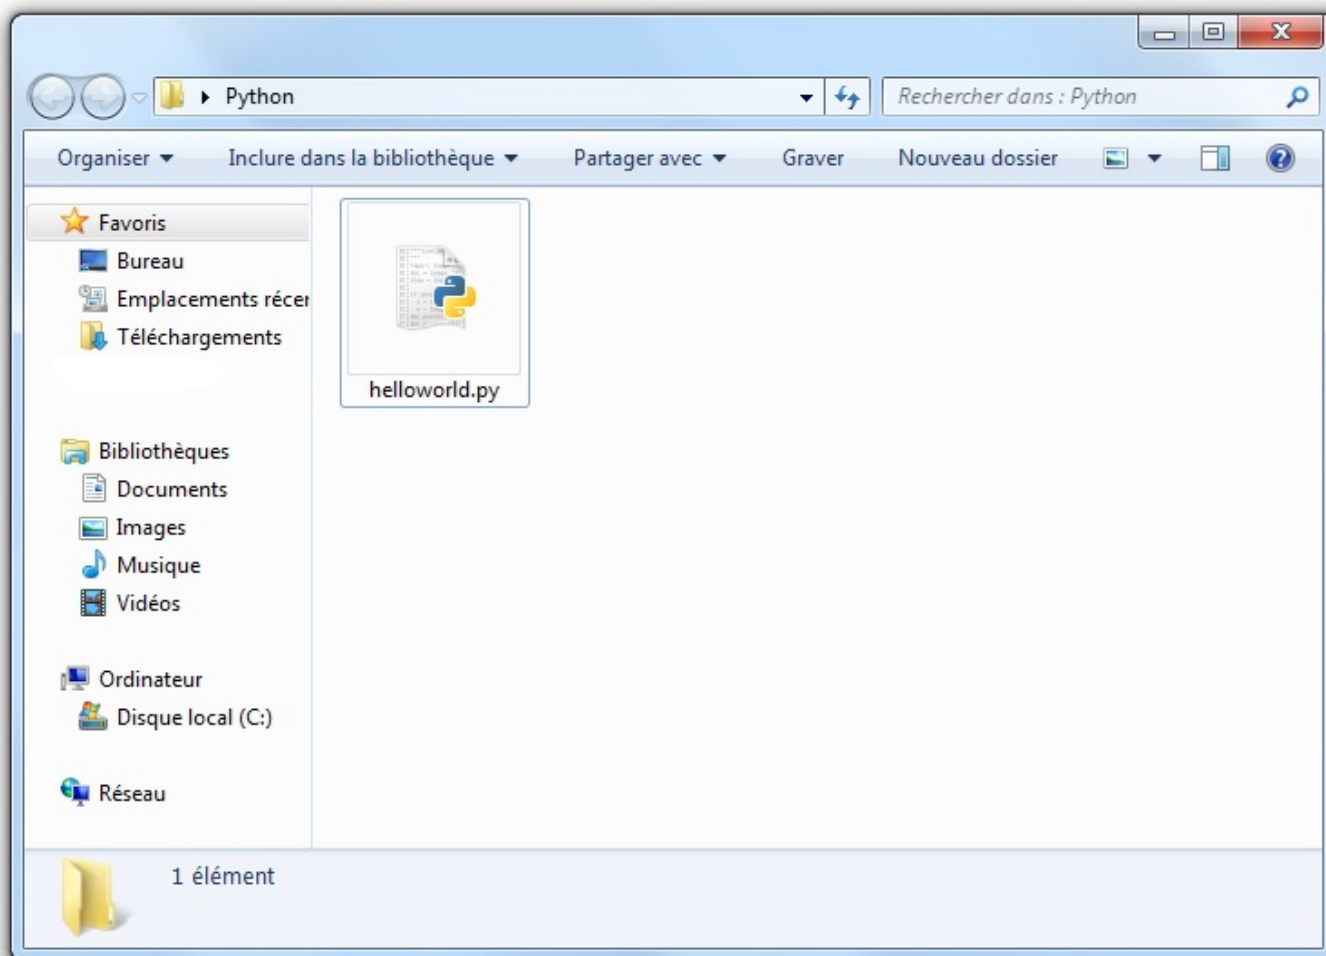 Python
Rechercher dans : Python
Organiser
Inclure dans la bibliothèque
Partager avec
Graver
Nouveau dossier
Favoris
Bureau
Emplacements récer
Téléchargements
Bibliothèques
Documents
Images
Musique
Vidéos
Ordinateur
Disque local (C:)
Réseau
helloworld.py
1 élément